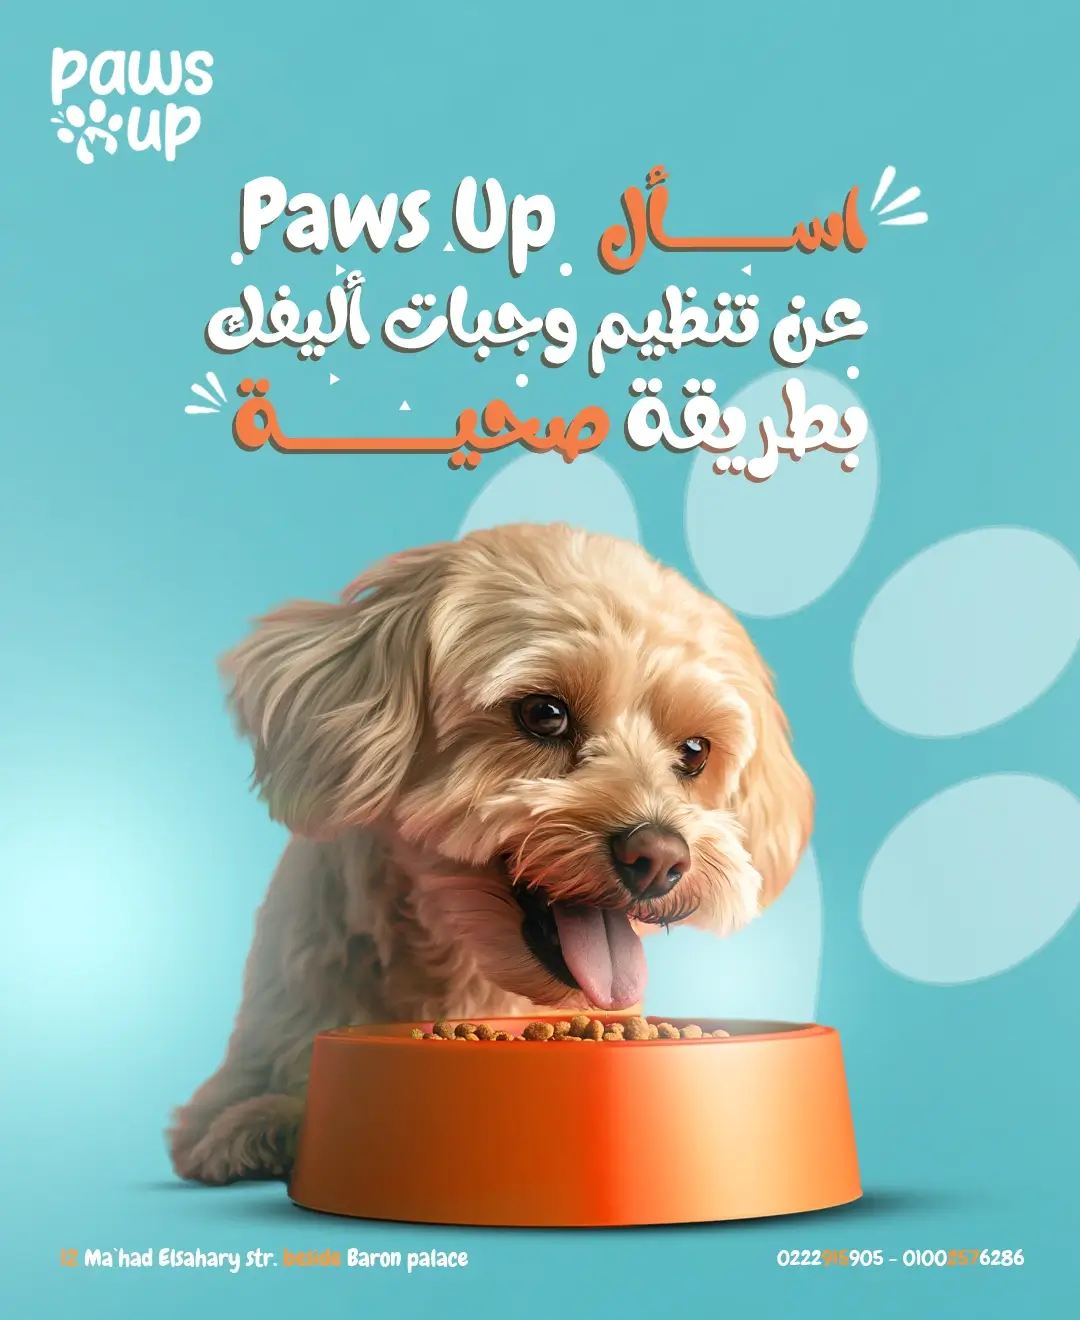 paws
up
اســـأل Paws Up
عن تنظيم وجبات أليفك
بطريقة صحيـــــة
12 Ma`had Elsahary str. beside Baron palace
0222915905 - 01002576286